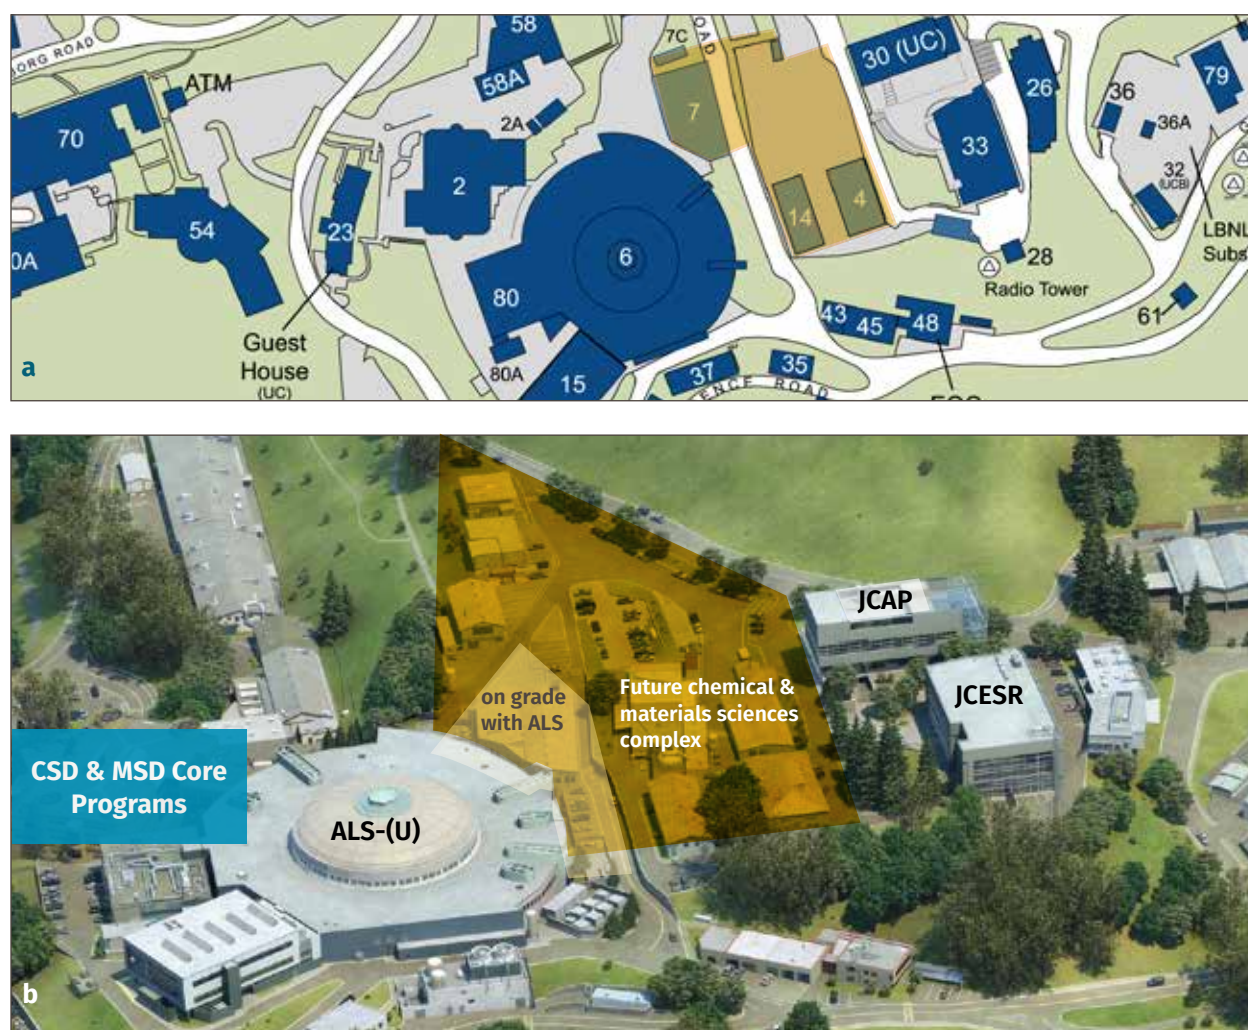 58
7C
OAD
30 (UC)
JORG ROAD
ATM
58A
7
26
36
79
70
2A
36A
33
2
4
32
(UCB)
54
23
14
LBNL
Subs
6
28
Radio Tower
80
43
45
48
61
Guest
House
(UC)
80A
15
37
35
ENCE ROAD
0A
a
JCAP
on grade
with ALS
Future chemical &
materials sciences
complex
JCESR
CSD & MSD Core
Programs
ALS-(U)
b